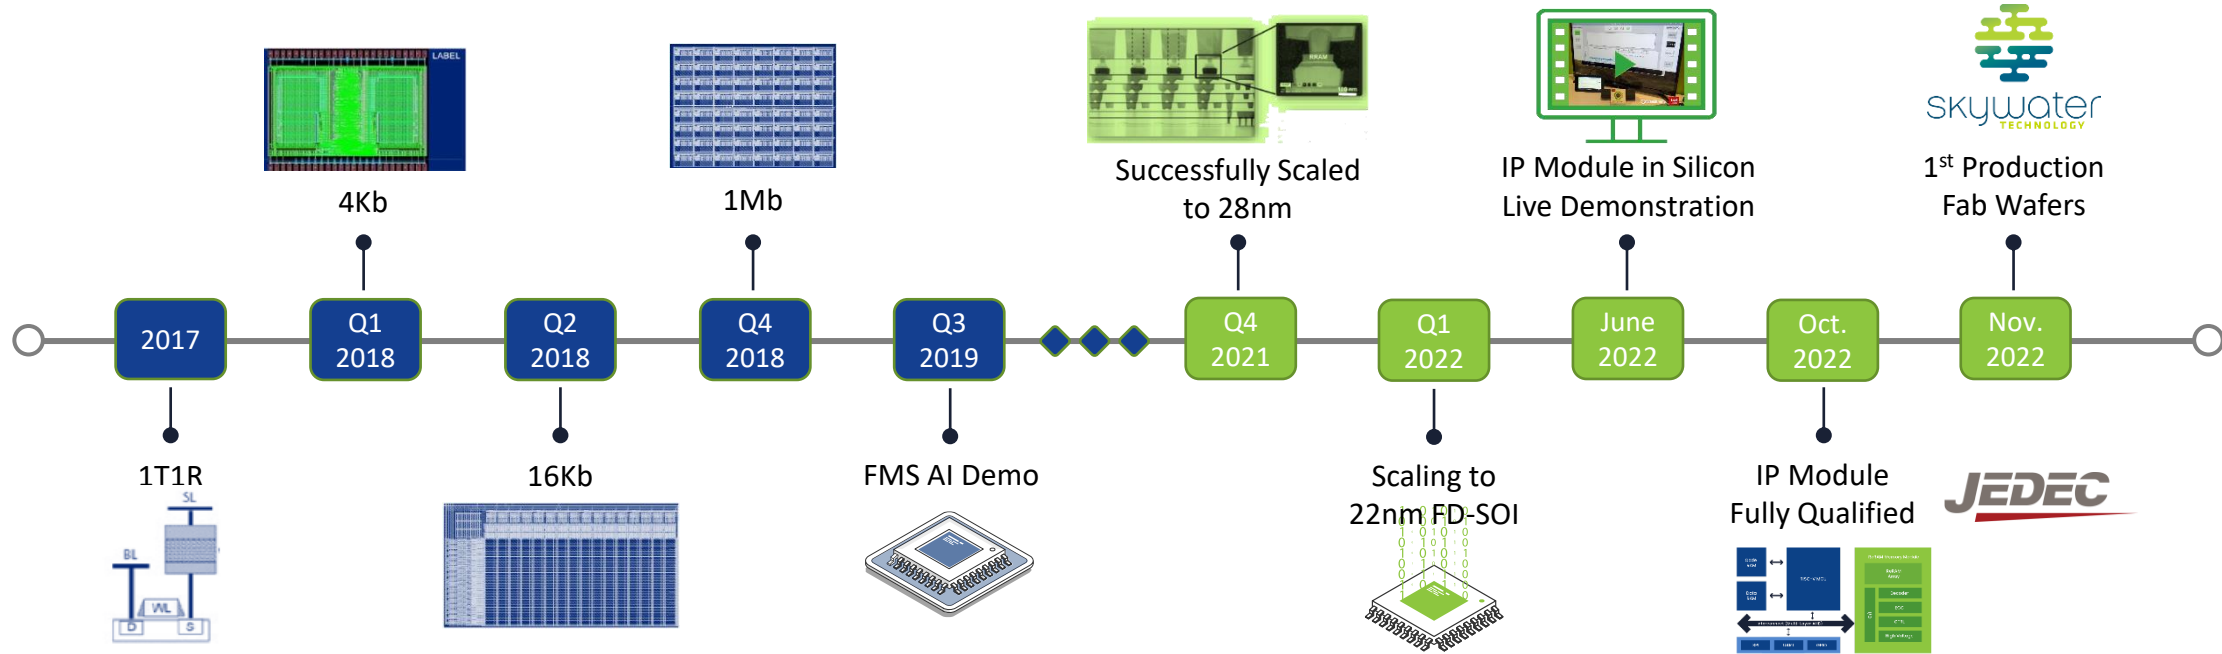 LABEL
4Kb
1Mb
RRAM
Successfully Scaled
to 28nm
IP Module in Silicon
Live Demonstration
skywater
TECHNOLOGY
1st Production
Fab Wafers
2017
Q1
2018
Q2
2018
Q4
2018
Q3
2019
Q4
2021
Q1
2022
June
2022
Oct.
2022
Nov.
2022
1T1R
SL
BL
WL
D
S
16Kb
FMS AI Demo
Scaling to
22nm FD-SOI
IP Module
Fully Qualified
JEDEC
Decoder